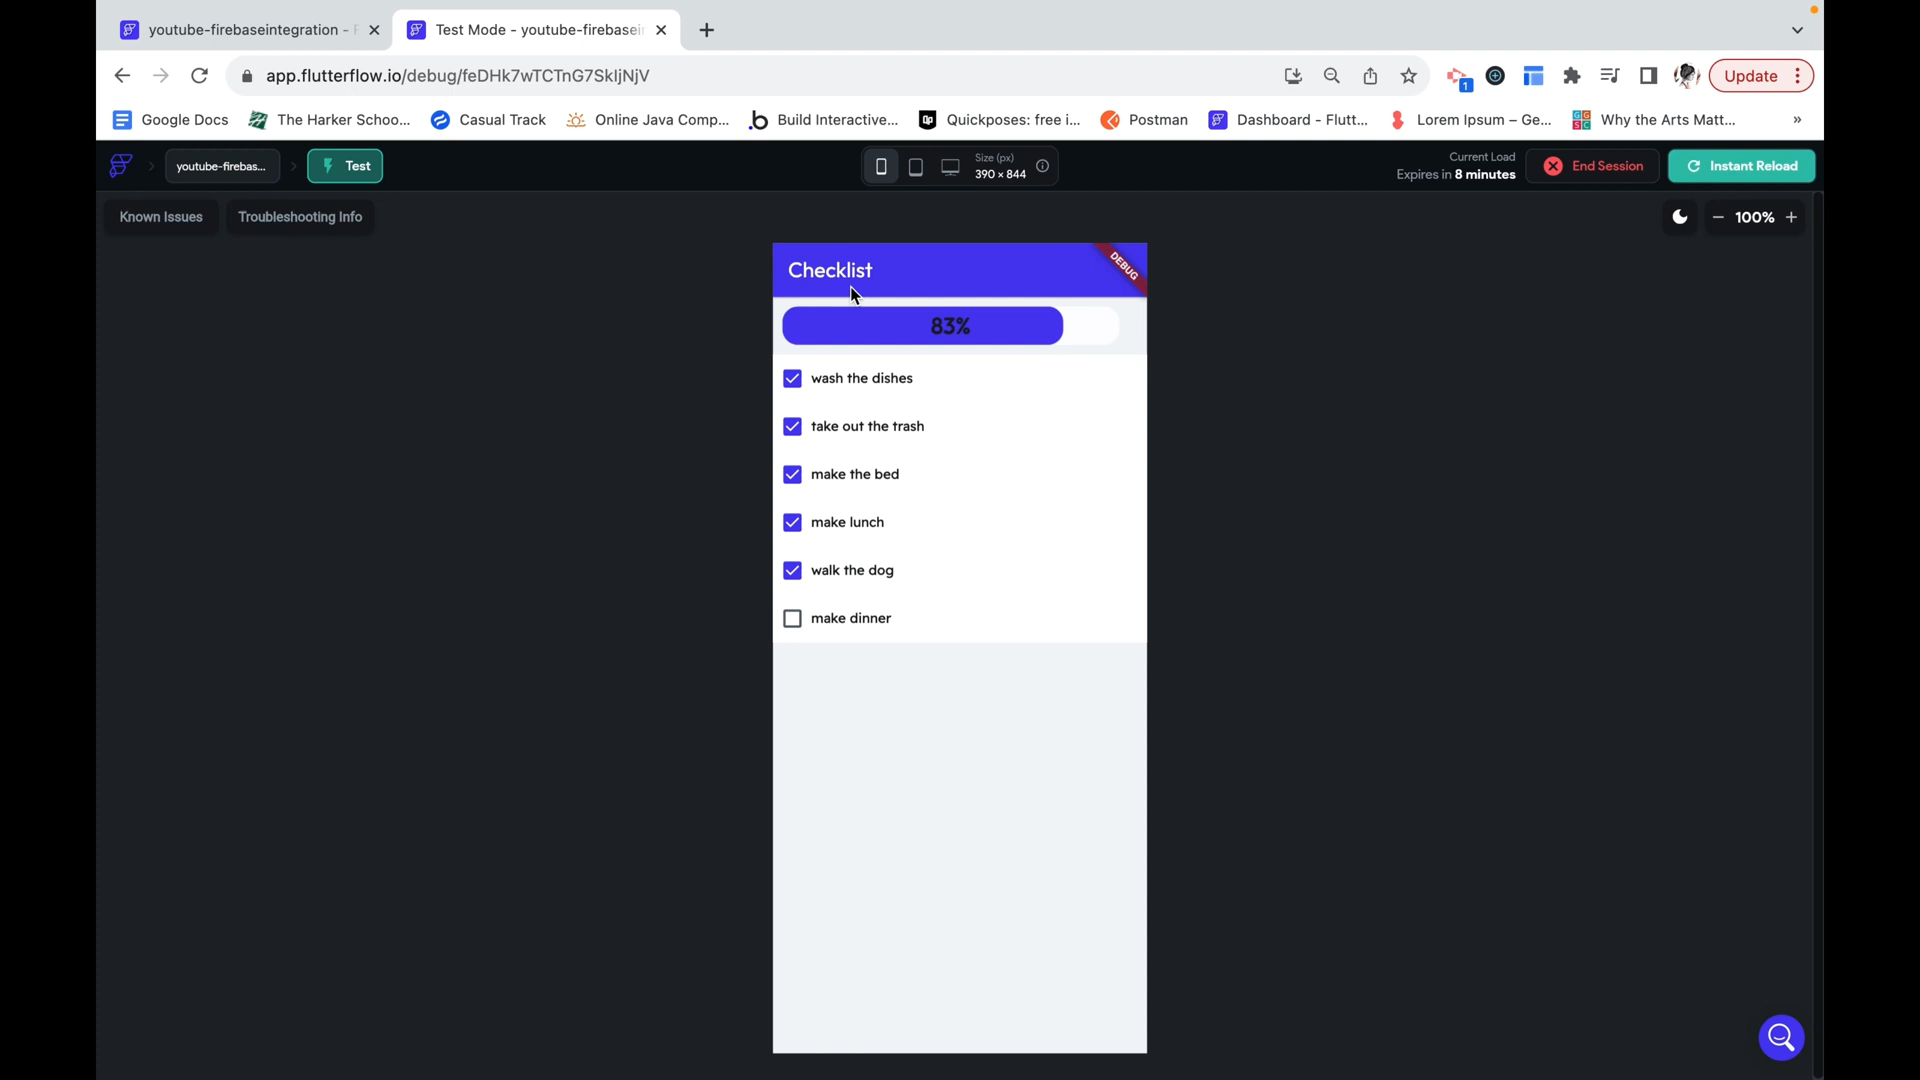 youtube-firebaseintegration - F
Test Mode - youtube-firebasein
app.flutterflow.io/debug/feDHk7wTCTnG7SkIjNjV
1
Update
Google Docs
The Harker Schoo...
Casual Track
Online Java Comp...
Build Interactive...
Quickposes: free i...
Postman
Dashboard - Flutt...
Lorem Ipsum – Ge...
Why the Arts Matt...
»
youtube-firebas...
Test
Size (px)
390 × 844
Current Load
Expires in 8 minutes
End Session
Instant Reload
Known Issues
Troubleshooting Info
100%
Checklist
DEBUG
83%
wash the dishes
take out the trash
make the bed
make lunch
walk the dog
make dinner